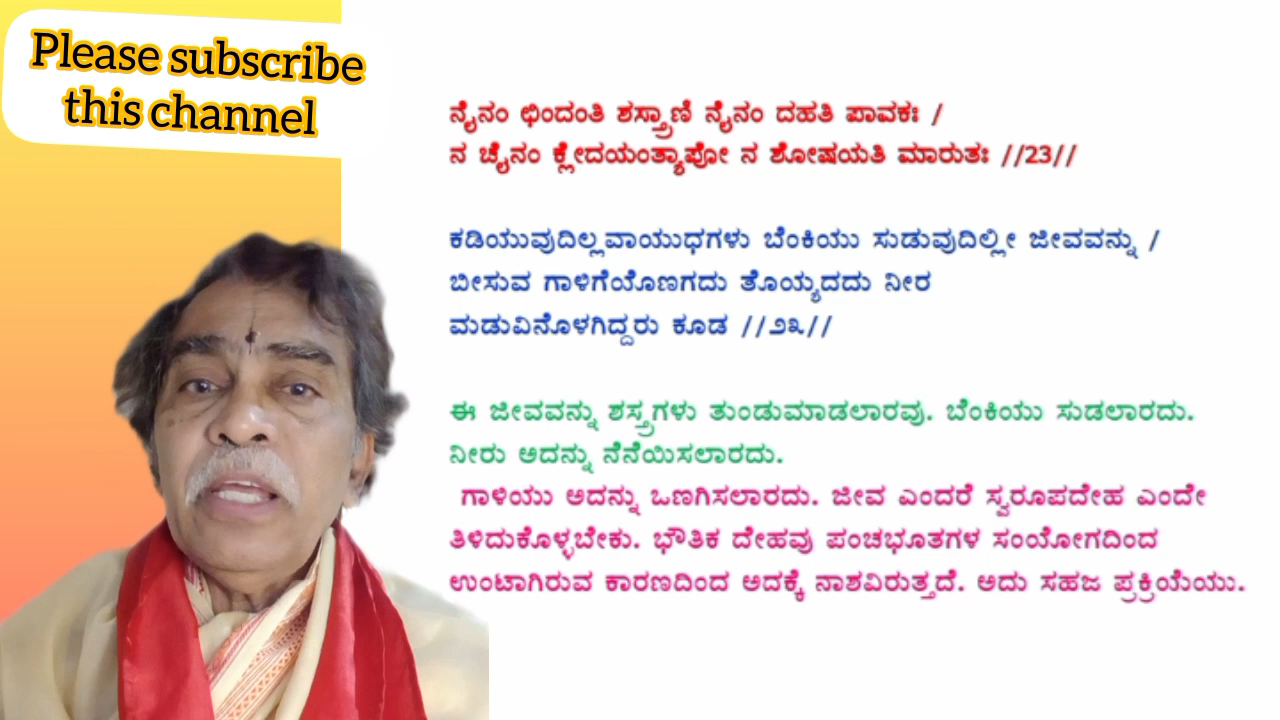 Please subscribe
this channel
ನೈನಂ ಛಿಂದಂತಿ ಶಸ್ತ್ರಾಣಿ ನೈನಂ ದಹತಿ ಪಾವಕಃ /
ನ ಚೈನಂ ಕ್ಲೇದಯಂತ್ಯಾಪೋ ನ ಶೋಷಯತಿ ಮಾರುತಃ //23//
ಕಡಿಯುವುದಿಲ್ಲವಾಯುಧಗಳು ಬೆಂಕಿಯು ಸುಡುವುದಿಲ್ಲೀ ಜೀವವನ್ನು /
ಬೀಸುವ ಗಾಳಿಗೆಯೊಣಗದು ತೊಯ್ಯದದು ನೀರ
ಮಡುವಿನೊಳಗಿದ್ದರು ಕೂಡ //೨೩//
ಈ ಜೀವವನ್ನು ಶಸ್ತ್ರಗಳು ತುಂಡುಮಾಡಲಾರವು. ಬೆಂಕಿಯು ಸುಡಲಾರದು.
ನೀರು ಅದನ್ನು ನೆನೆಯಿಸಲಾರದು.
ಗಾಳಿಯು ಅದನ್ನು ಒಣಗಿಸಲಾರದು. ಜೀವ ಎಂದರೆ ಸ್ವರೂಪದೇಹ ಎಂದೇ
ತಿಳಿದುಕೊಳ್ಳಬೇಕು. ಭೌತಿಕ ದೇಹವು ಪಂಚಭೂತಗಳ ಸಂಯೋಗದಿಂದ
ಉಂಟಾಗಿರುವ ಕಾರಣದಿಂದ ಅದಕ್ಕೆ ನಾಶವಿರುತ್ತದೆ. ಅದು ಸಹಜ ಪ್ರಕ್ರಿಯೆಯು.